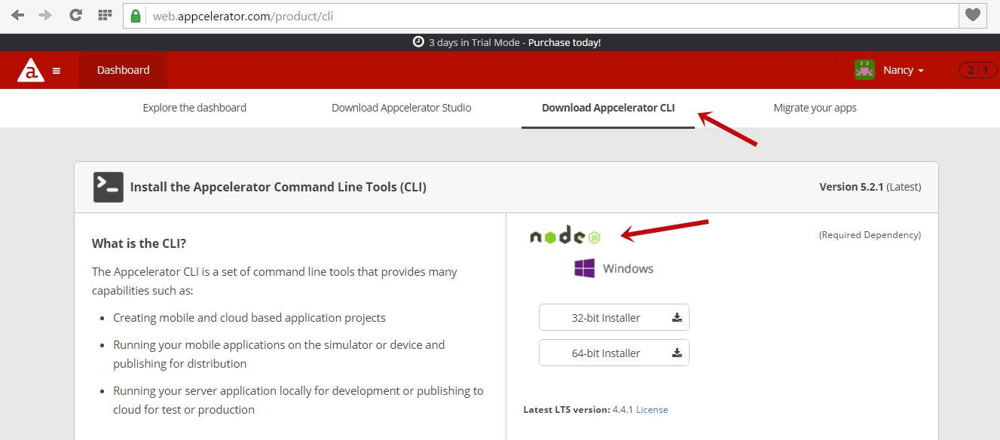 web.appcelerator.com/product/cli
3 days in Trial Mode - Purchase today!
a
Dashboard
Nancy
2 / 1
Explore the dashboard
Download Appcelerator Studio
Download Appcelerator CLI
Migrate your apps
Install the Appcelerator Command Line Tools (CLI)
Version 5.2.1 (Latest)
What is the CLI?
The Appcelerator CLI is a set of command line tools that provides many
capabilities such as:
• Creating mobile and cloud based application projects
• Running your mobile applications on the simulator or device and
publishing for distribution
• Running your server application locally for development or publishing to
cloud for test or production
node JS
(Required Dependency)
Windows
32-bit Installer
64-bit Installer
Latest LTS version: 4.4.1 License